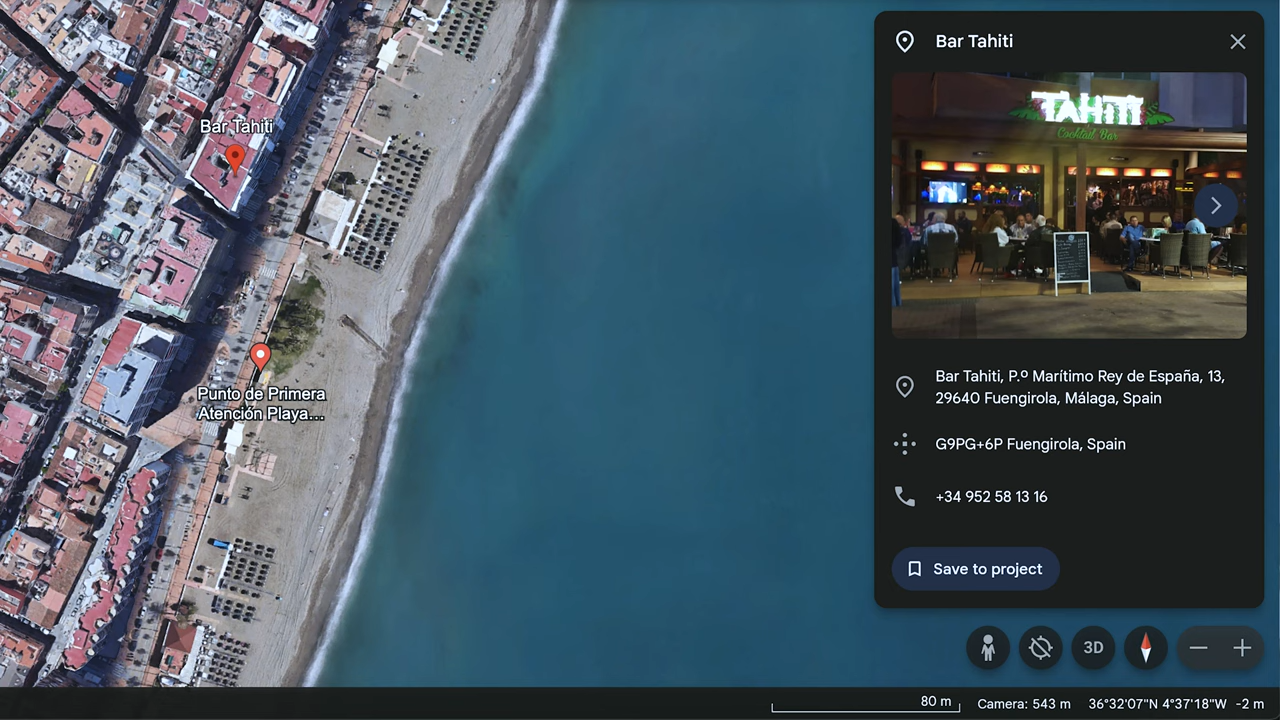 Bar Tahiti
Punto de Primera
Atención Playa...
Bar Tahiti
TAHITI
Cocktail Bar
Bar Tahiti, P.º Marítimo Rey de España, 13,
29640 Fuengirola, Málaga, Spain
G9PG+6P Fuengirola, Spain
+34 952 58 13 16
Save to project
3D
80 m
Camera: 543 m
36°32'07"N 4°37'18"W
-2 m